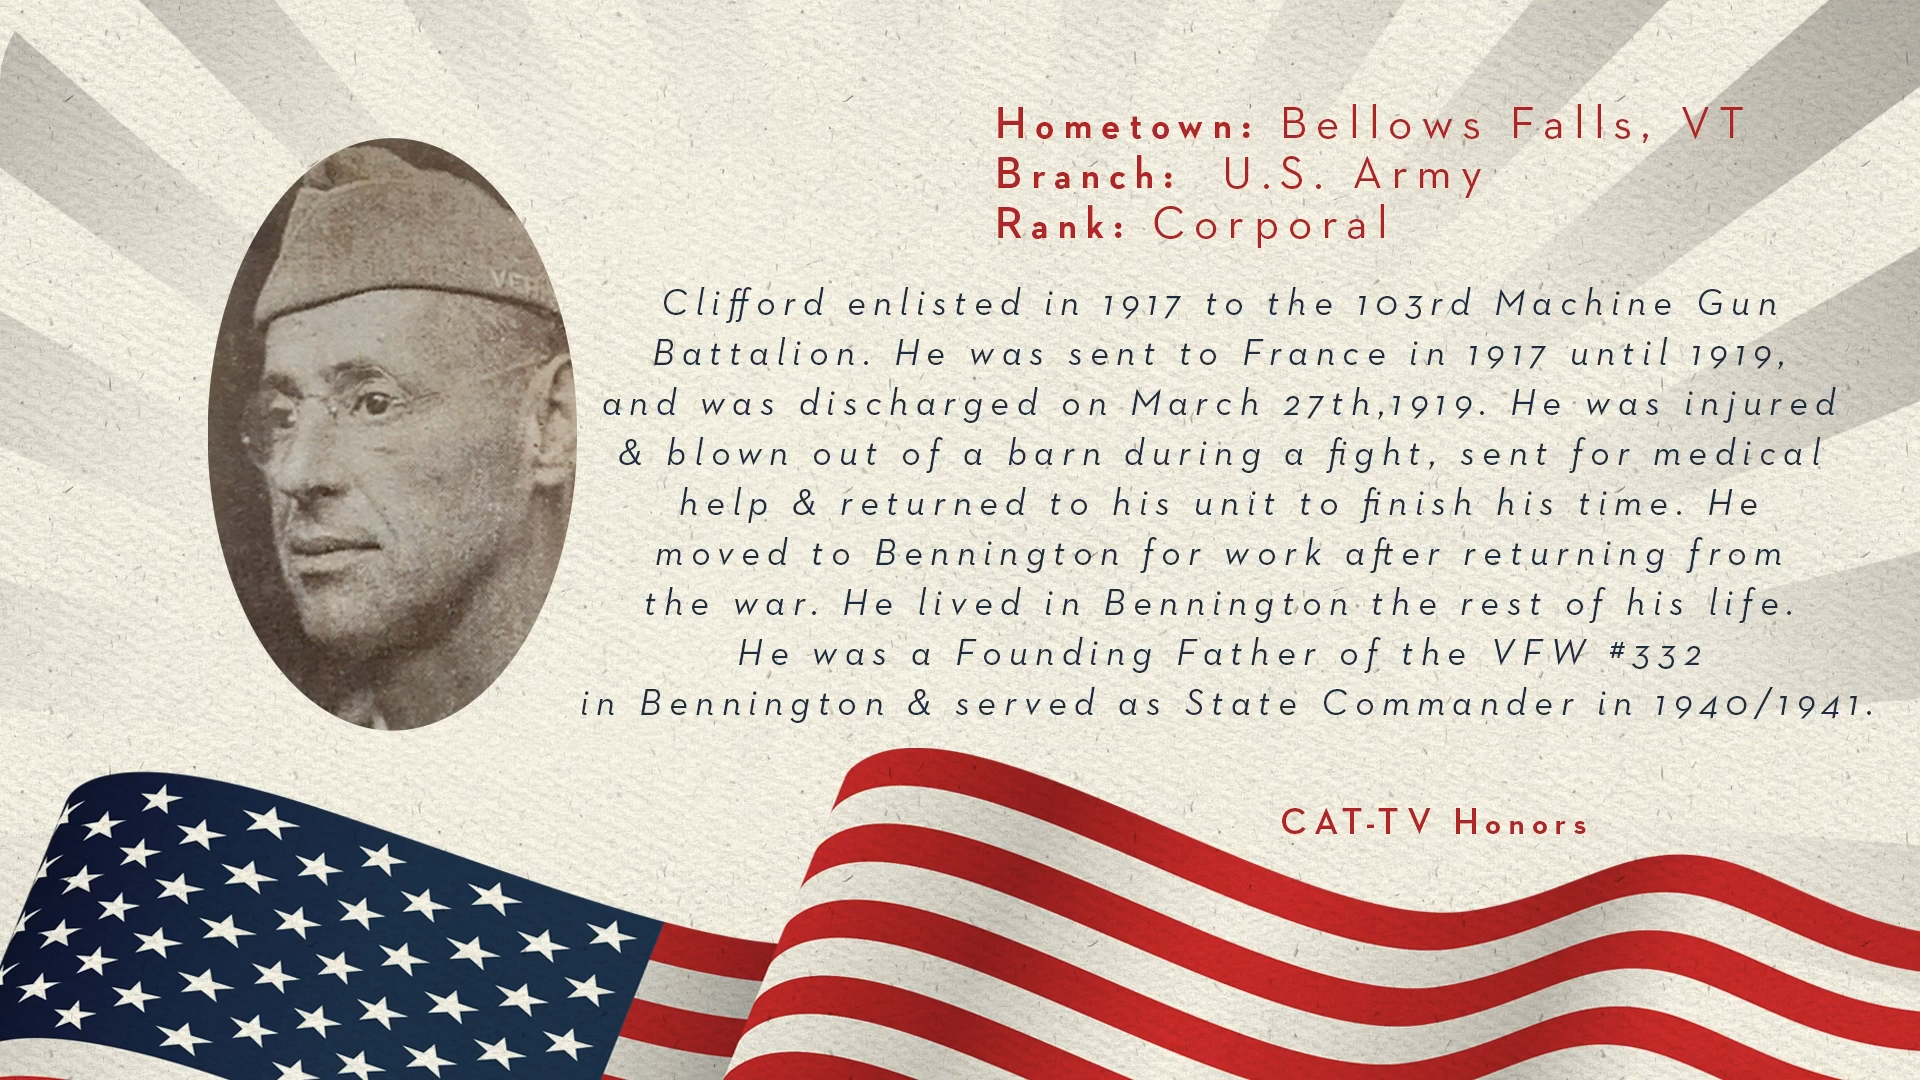 Hometown: Bellows Falls, VT
Branch: U.S. Army
Rank: Corporal
VET
Clifford enlisted in 1917 to the 103rd Machine Gun
Battalion. He was sent to France in 1917 until 1919,
and was discharged on March 27th,1919. He was injured
& blown out of a barn during a fight, sent for medical
help & returned to his unit to finish his time. He
moved to Bennington for work after returning from
the war. He lived in Bennington the rest of his life.
He was a Founding Father of the VFW #332
in Bennington & served as State Commander in 1940/1941.
CAT-TV Honors